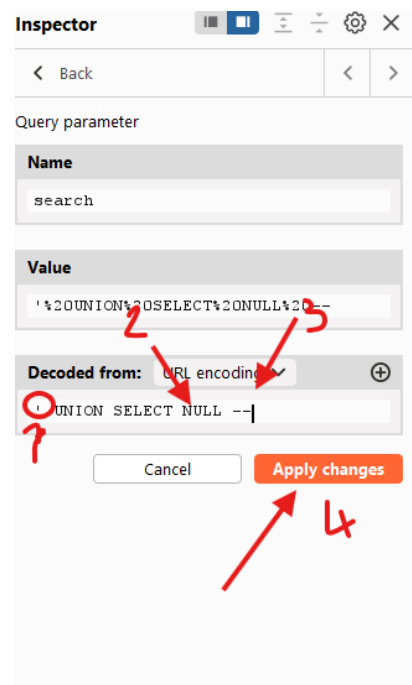 Inspector
Back
Query parameter
Name
search
Value
'%20UNION%20SELECT%20NULL%20--
2
3
Decoded from: URL encoding
' UNION SELECT NULL --
1
Cancel
Apply changes
4